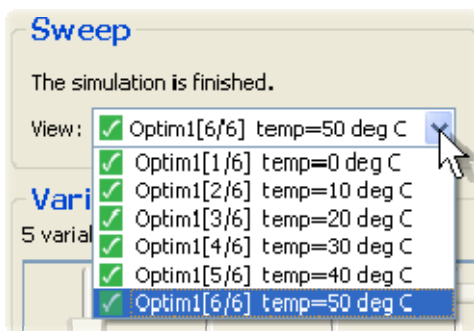 Sweep
The simulation is finished.
View: Optim1[6/6] temp=50 deg C
Optim1[1/6] temp=0 deg C
Optim1[2/6] temp=10 deg C
Vari
Optim1[3/6] temp=20 deg C
5 varial
Optim1[4/6] temp=30 deg C
Optim1[5/6] temp=40 deg C
Optim1[6/6] temp=50 deg C